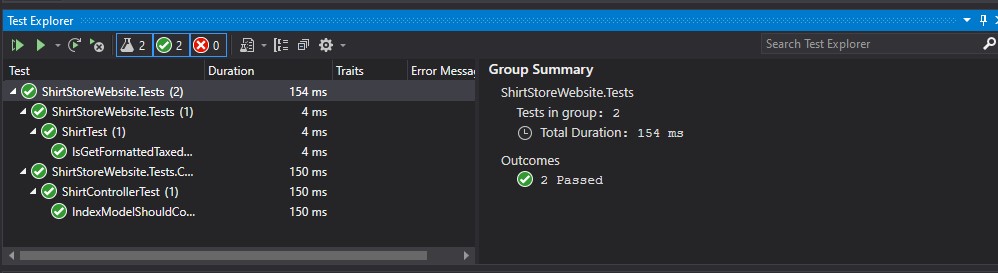 Test Explorer
2 2 0
Search Test Explorer
Test Duration Traits Error Messag
ShirtStoreWebsite.Tests (2) 154 ms
ShirtStoreWebsite.Tests (1) 4 ms
ShirtTest (1) 4 ms
IsGetFormattedTaxed... 4 ms
ShirtStoreWebsite.Tests.C... 150 ms
ShirtControllerTest (1) 150 ms
IndexModelShouldCo... 150 ms
Group Summary
ShirtStoreWebsite.Tests
Tests in group: 2
Total Duration: 154 ms
Outcomes
2 Passed